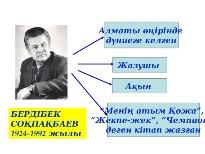 Алматы өңірінде
дүниеге келген
Жазушы
Ақын
"Менің атым Қожа",
"Жекпе-жек", "Чемпион"
деген кітап жазған
БЕРДІБЕК
СОҚПАҚБАЕВ
1924-1992 жылы